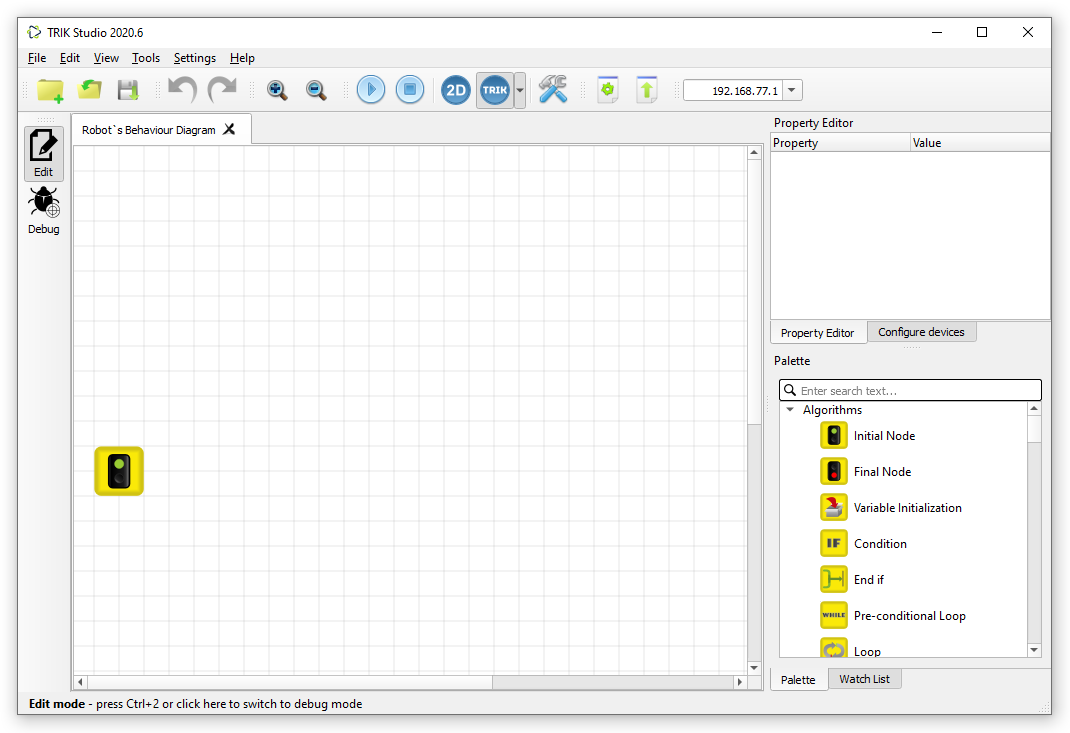 TRIK Studio 2020.6
File Edit View Tools Settings Help
2D TRIK 192.168.77.1
Edit
Debug
Robot`s Behaviour Diagram
Property Editor
Property Value
Property Editor Configure devices
Palette
Enter search text...
Algorithms
Initial Node
Final Node
Variable Initialization
IF Condition
End if
WHILE Pre-conditional Loop
Loop
Palette Watch List
Edit mode - press Ctrl+2 or click here to switch to debug mode